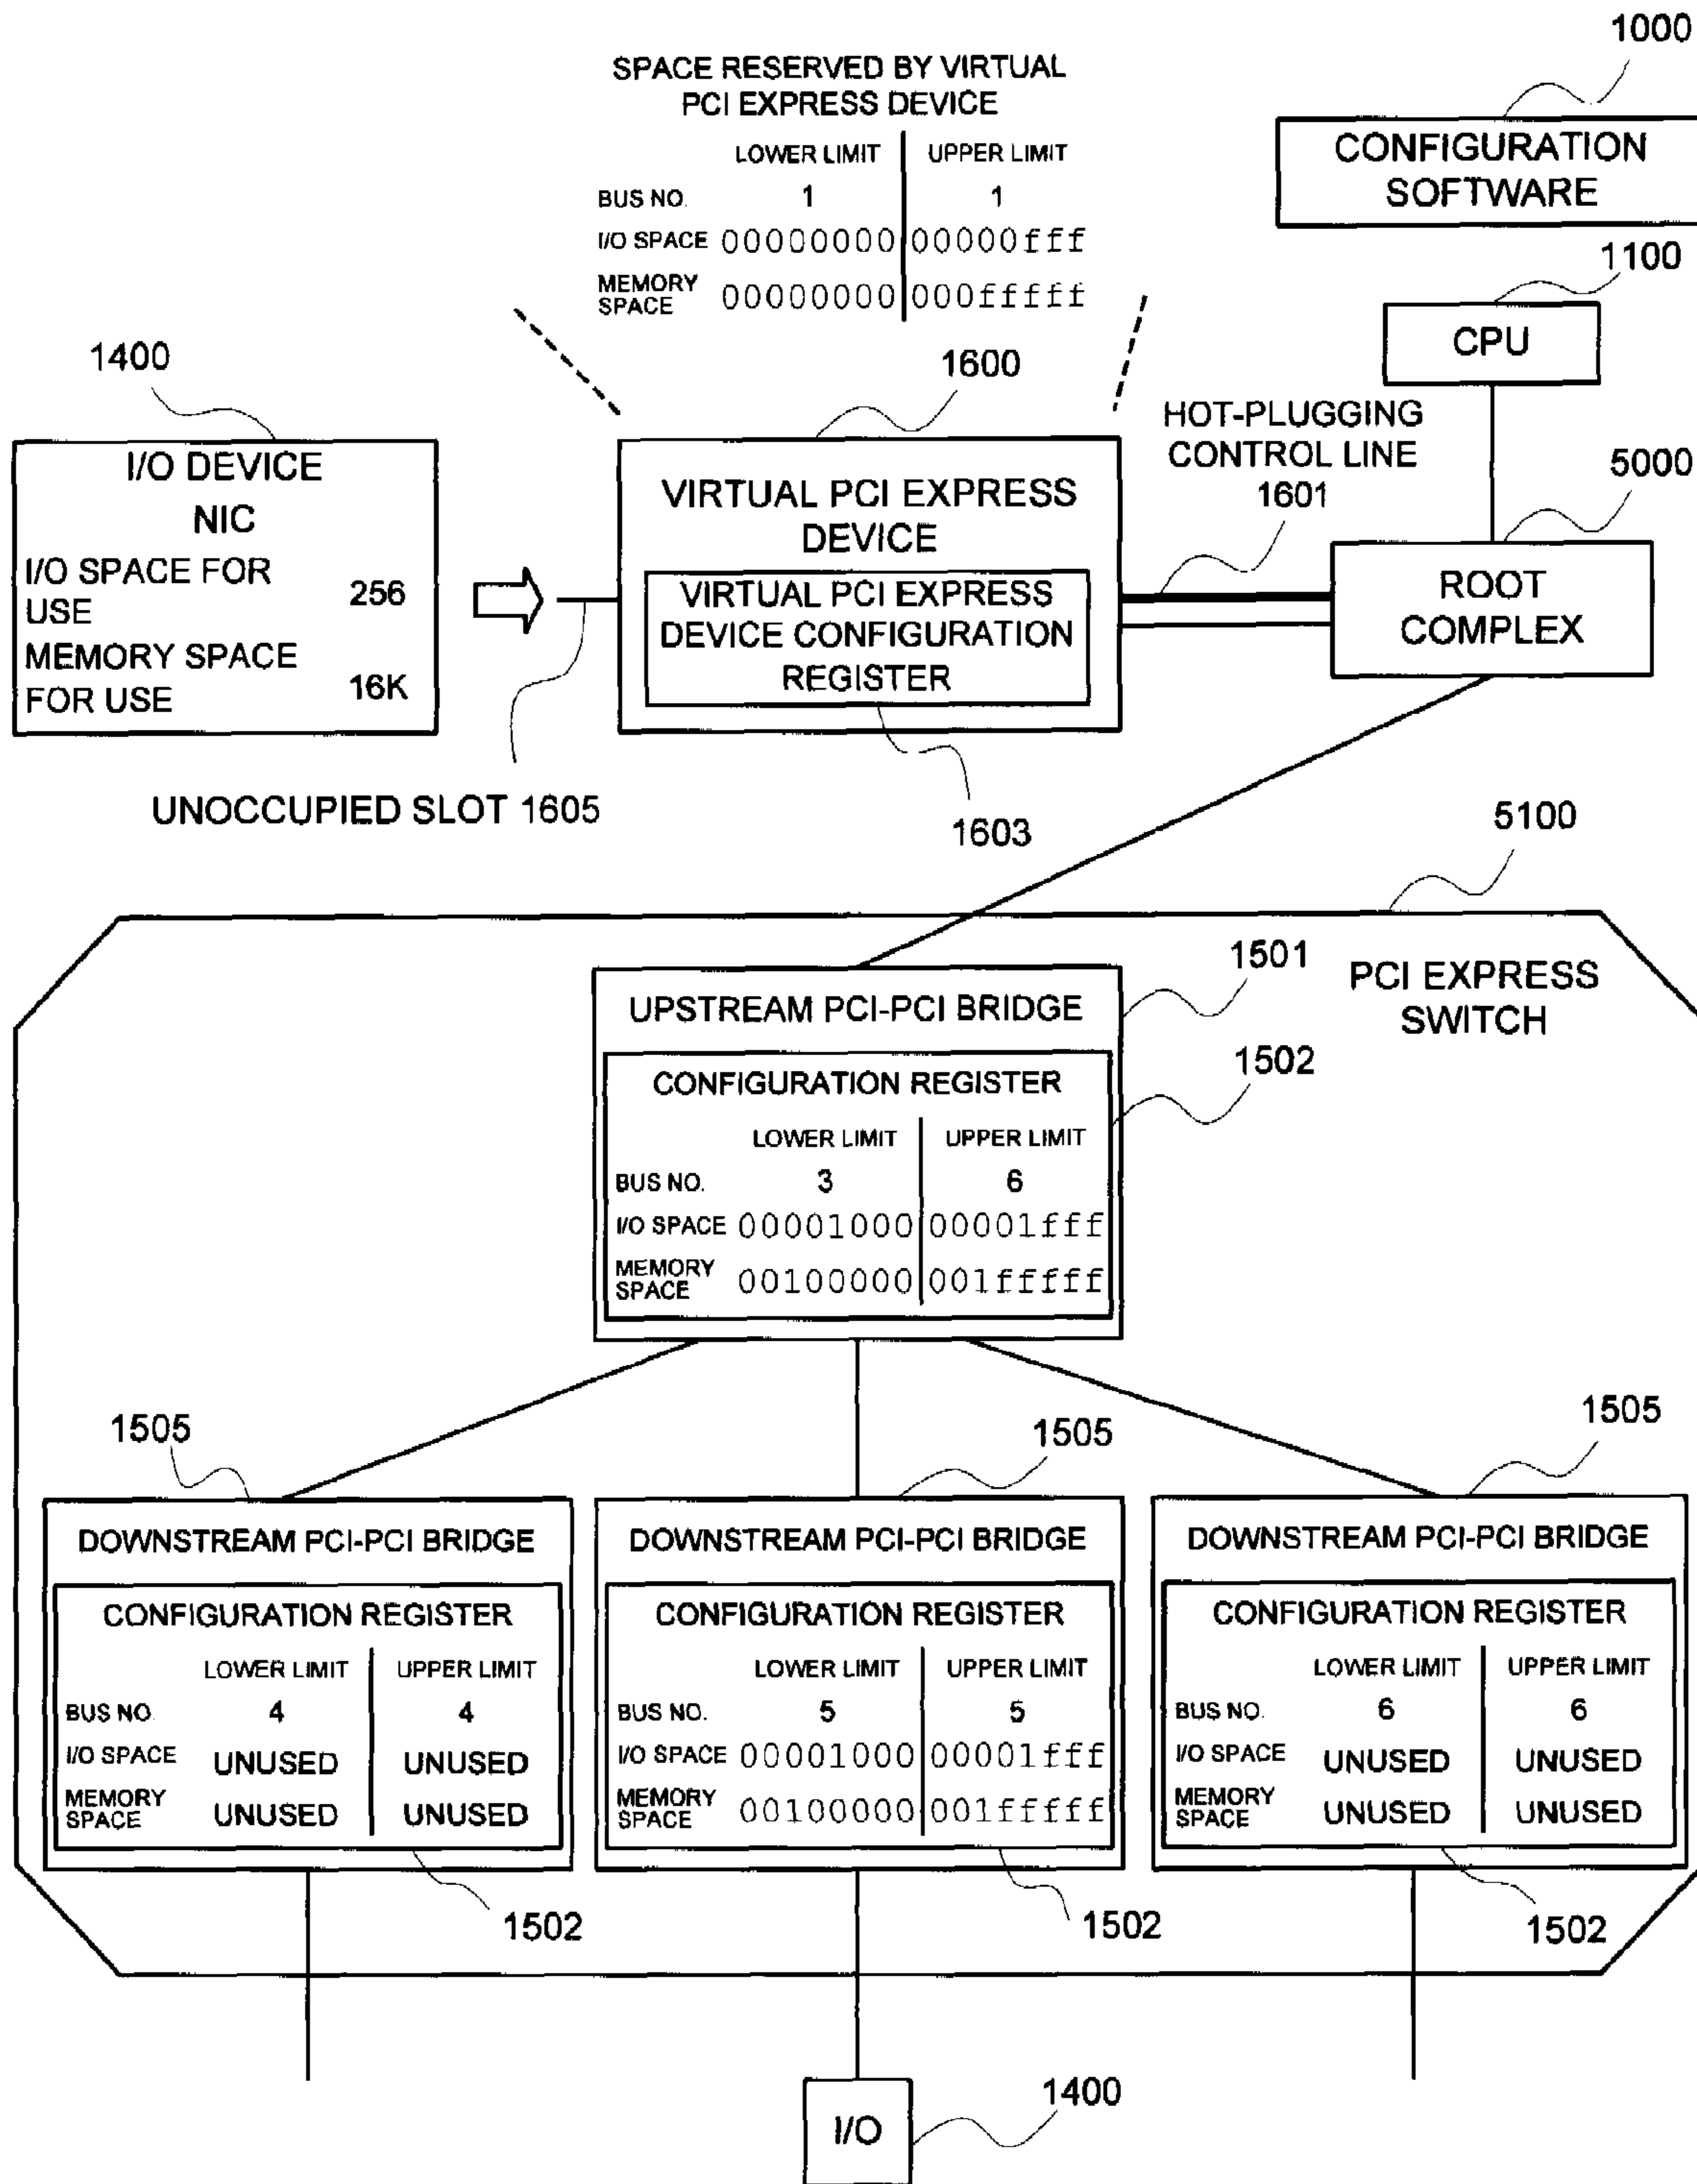 1000
SPACE RESERVED BY VIRTUAL
PCI EXPRESS DEVICE
LOWER LIMIT UPPER LIMIT
BUS NO. 1 1
I/O SPACE 00000000 00000fff
MEMORY SPACE 00000000 000fffff
CONFIGURATION
SOFTWARE
1100
CPU
1400
I/O DEVICE
NIC
I/O SPACE FOR
USE 256
MEMORY SPACE
FOR USE 16K
1600
VIRTUAL PCI EXPRESS
DEVICE
VIRTUAL PCI EXPRESS
DEVICE CONFIGURATION
REGISTER
HOT-PLUGGING
CONTROL LINE
1601
5000
ROOT
COMPLEX
UNOCCUPIED SLOT 1605
1603
5100
PCI EXPRESS
SWITCH
1501
UPSTREAM PCI-PCI BRIDGE
1502
CONFIGURATION REGISTER
LOWER LIMIT UPPER LIMIT
BUS NO. 3 6
I/O SPACE 00001000 00001fff
MEMORY SPACE 00100000 001fffff
1505
DOWNSTREAM PCI-PCI BRIDGE
CONFIGURATION REGISTER
LOWER LIMIT UPPER LIMIT
BUS NO. 4 4
I/O SPACE UNUSED UNUSED
MEMORY SPACE UNUSED UNUSED
1502
1505
DOWNSTREAM PCI-PCI BRIDGE
CONFIGURATION REGISTER
LOWER LIMIT UPPER LIMIT
BUS NO. 5 5
I/O SPACE 00001000 00001fff
MEMORY SPACE 00100000 001fffff
1502
1505
DOWNSTREAM PCI-PCI BRIDGE
CONFIGURATION REGISTER
LOWER LIMIT UPPER LIMIT
BUS NO. 6 6
I/O SPACE UNUSED UNUSED
MEMORY SPACE UNUSED UNUSED
1502
I/O
1400